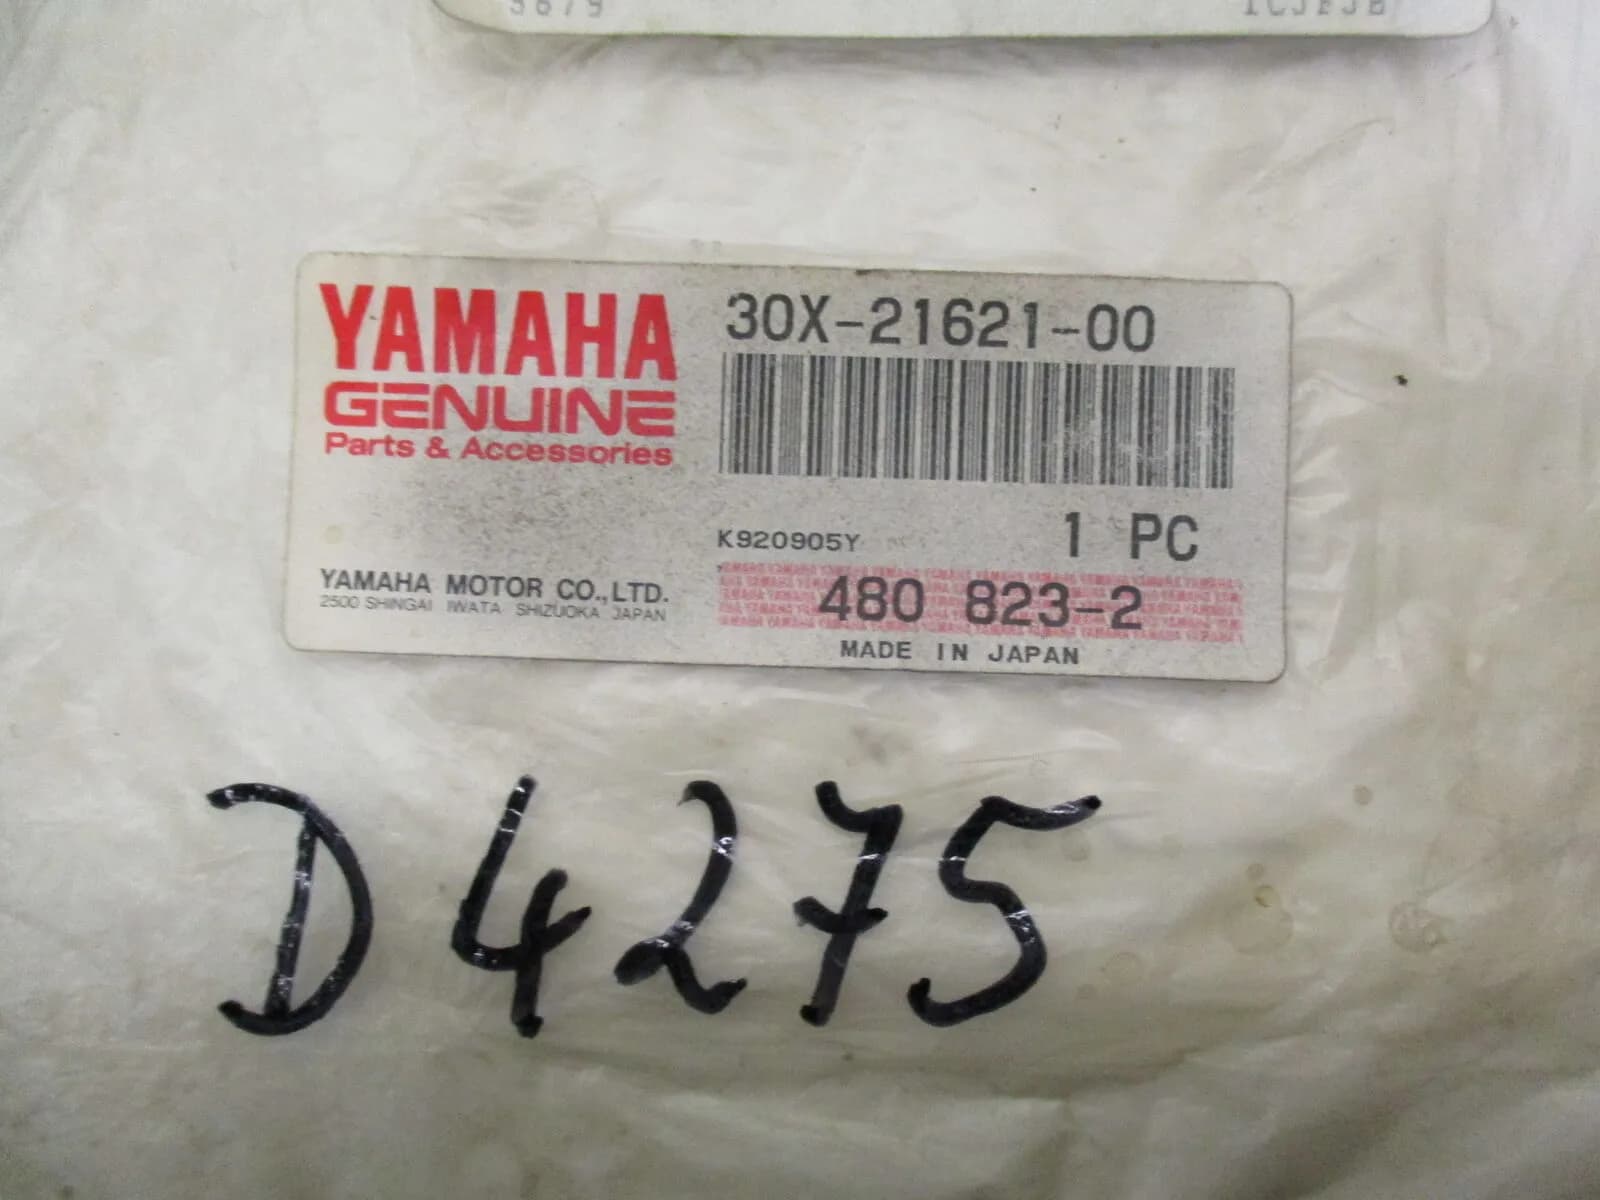 YAMAHA
GENUINE
Parts & Accessories
YAMAHA MOTOR CO.,LTD.
2500 SHINGAI IWATA SHIZUOKA JAPAN
30X-21621-00
K920905Y
1 PC
480 823-2
MADE IN JAPAN
D4275